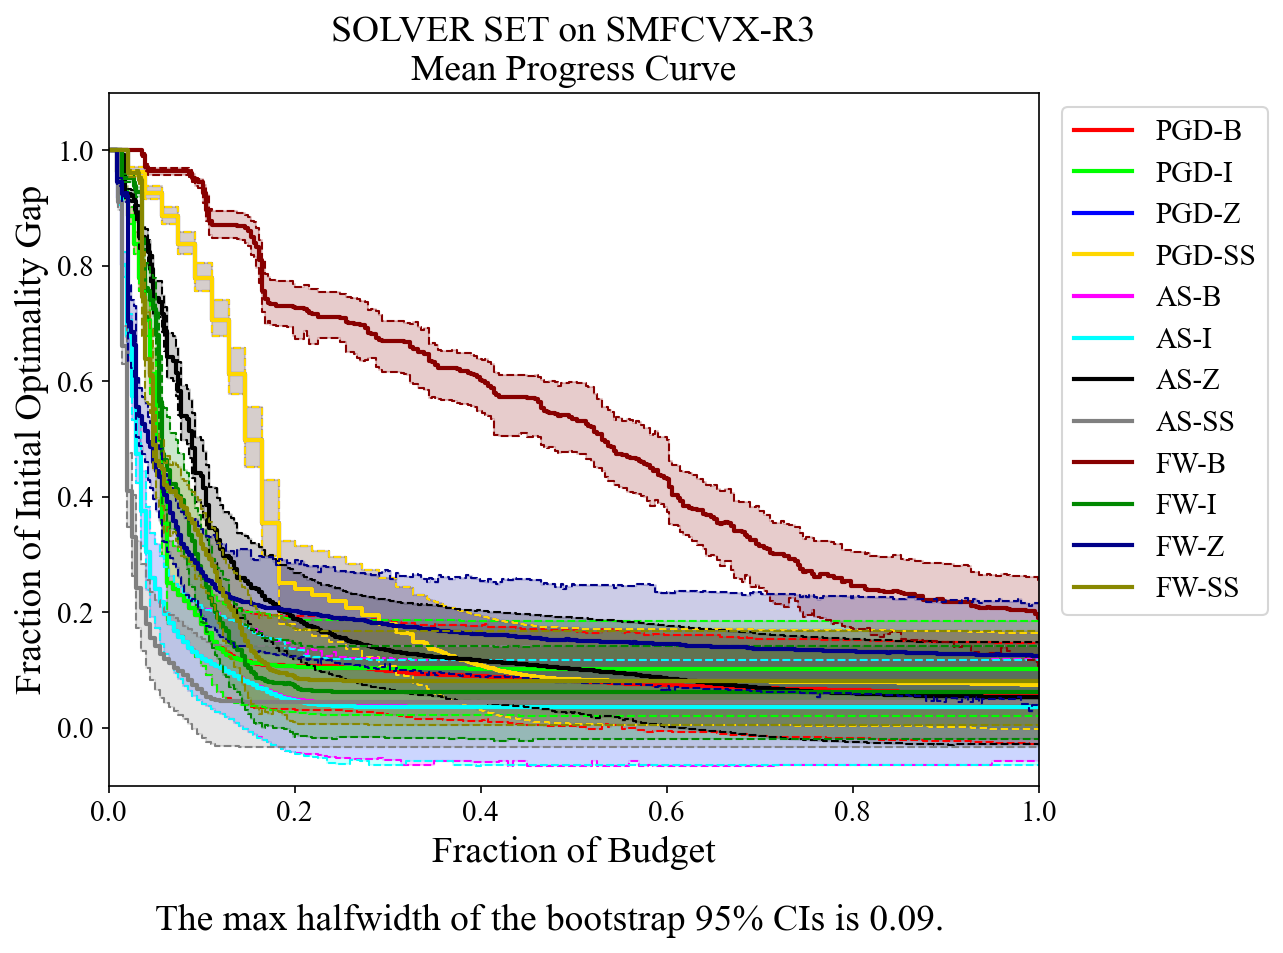 SOLVER SET on SMFCVX-R3
Mean Progress Curve
Fraction of Initial Optimality Gap
1.0
0.8
0.6
0.4
0.2
0.0
0.0 0.2 0.4 0.6 0.8 1.0
Fraction of Budget
PGD-B
PGD-I
PGD-Z
PGD-SS
AS-B
AS-I
AS-Z
AS-SS
FW-B
FW-I
FW-Z
FW-SS
The max halfwidth of the bootstrap 95% CIs is 0.09.